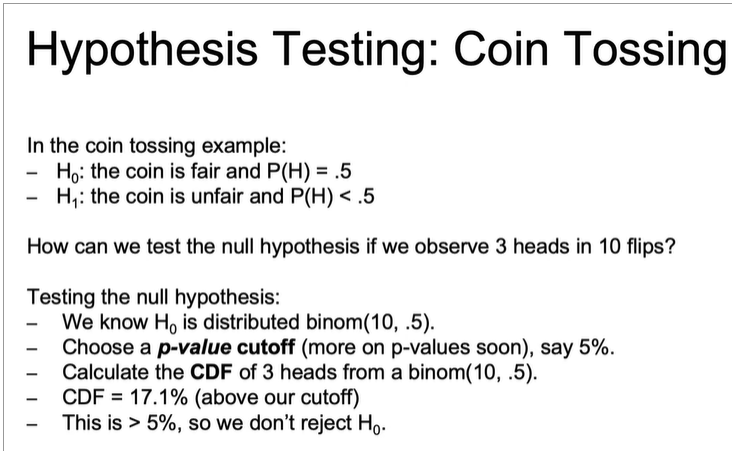 Hypothesis Testing: Coin Tossing
In the coin tossing example:
– H₀: the coin is fair and P(H) = .5
– H₁: the coin is unfair and P(H) < .5
How can we test the null hypothesis if we observe 3 heads in 10 flips?
Testing the null hypothesis:
– We know H₀ is distributed binom(10, .5).
– Choose a p-value cutoff (more on p-values soon), say 5%.
– Calculate the CDF of 3 heads from a binom(10, .5).
– CDF = 17.1% (above our cutoff)
– This is > 5%, so we don't reject H₀.